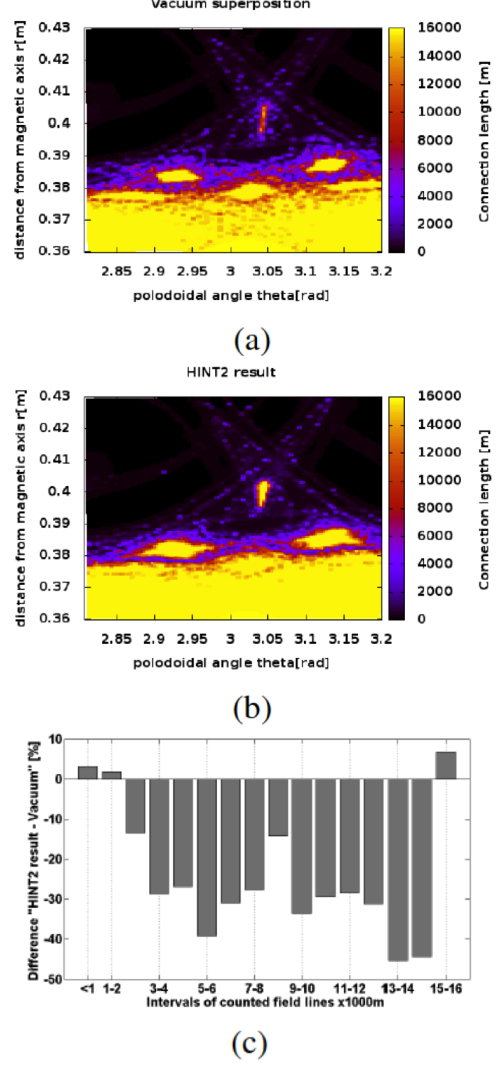 Vacuum superposition
distance from magnetic axis r[m]
0.43
0.42
0.41
0.4
0.39
0.38
0.37
0.36
2.85 2.9 2.95 3 3.05 3.1 3.15 3.2
polodoidal angle theta[rad]
16000
14000
12000
10000
8000
6000
4000
2000
0
Connection length [m]
(a)
HINT2 result
distance from magnetic axis r[m]
0.43
0.42
0.41
0.4
0.39
0.38
0.37
0.36
2.85 2.9 2.95 3 3.05 3.1 3.15 3.2
polodoidal angle theta[rad]
16000
14000
12000
10000
8000
6000
4000
2000
0
Connection length [m]
(b)
Difference "HINT2 result - Vacuum" [%]
10
0
-10
-20
-30
-40
-50
<1 1-2 3-4 5-6 7-8 9-10 11-12 13-14 15-16
Intervals of counted field lines x1000m
(c)